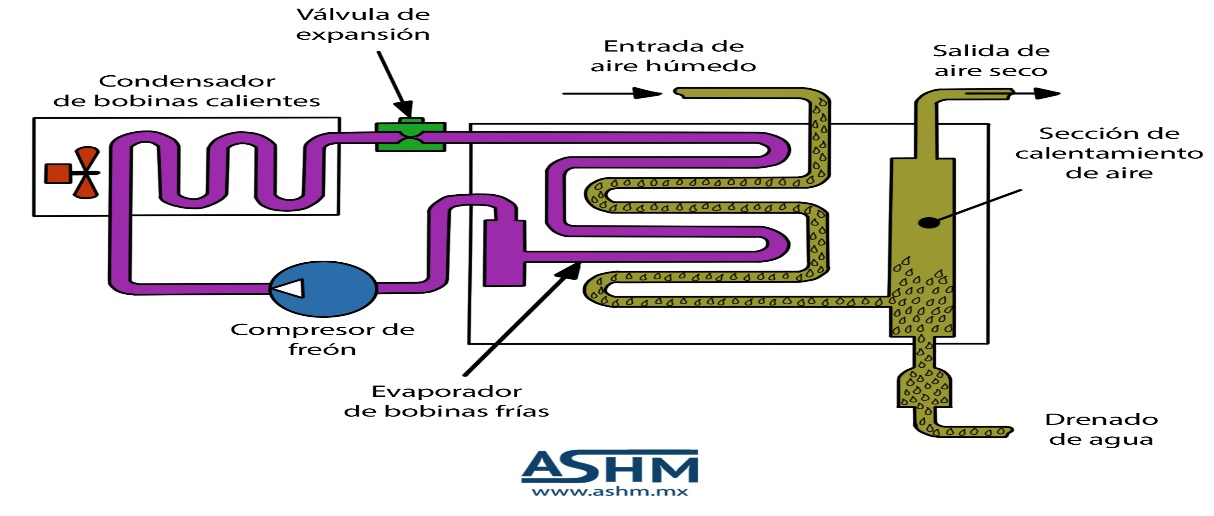 Válvula de
expansión
Entrada de
aire húmedo
Salida de
aire seco
Condensador
de bobinas calientes
Sección de
calentamiento
de aire
Compresor de
freón
Evaporador
de bobinas frías
Drenado
de agua
ASHM
www.ashm.mx